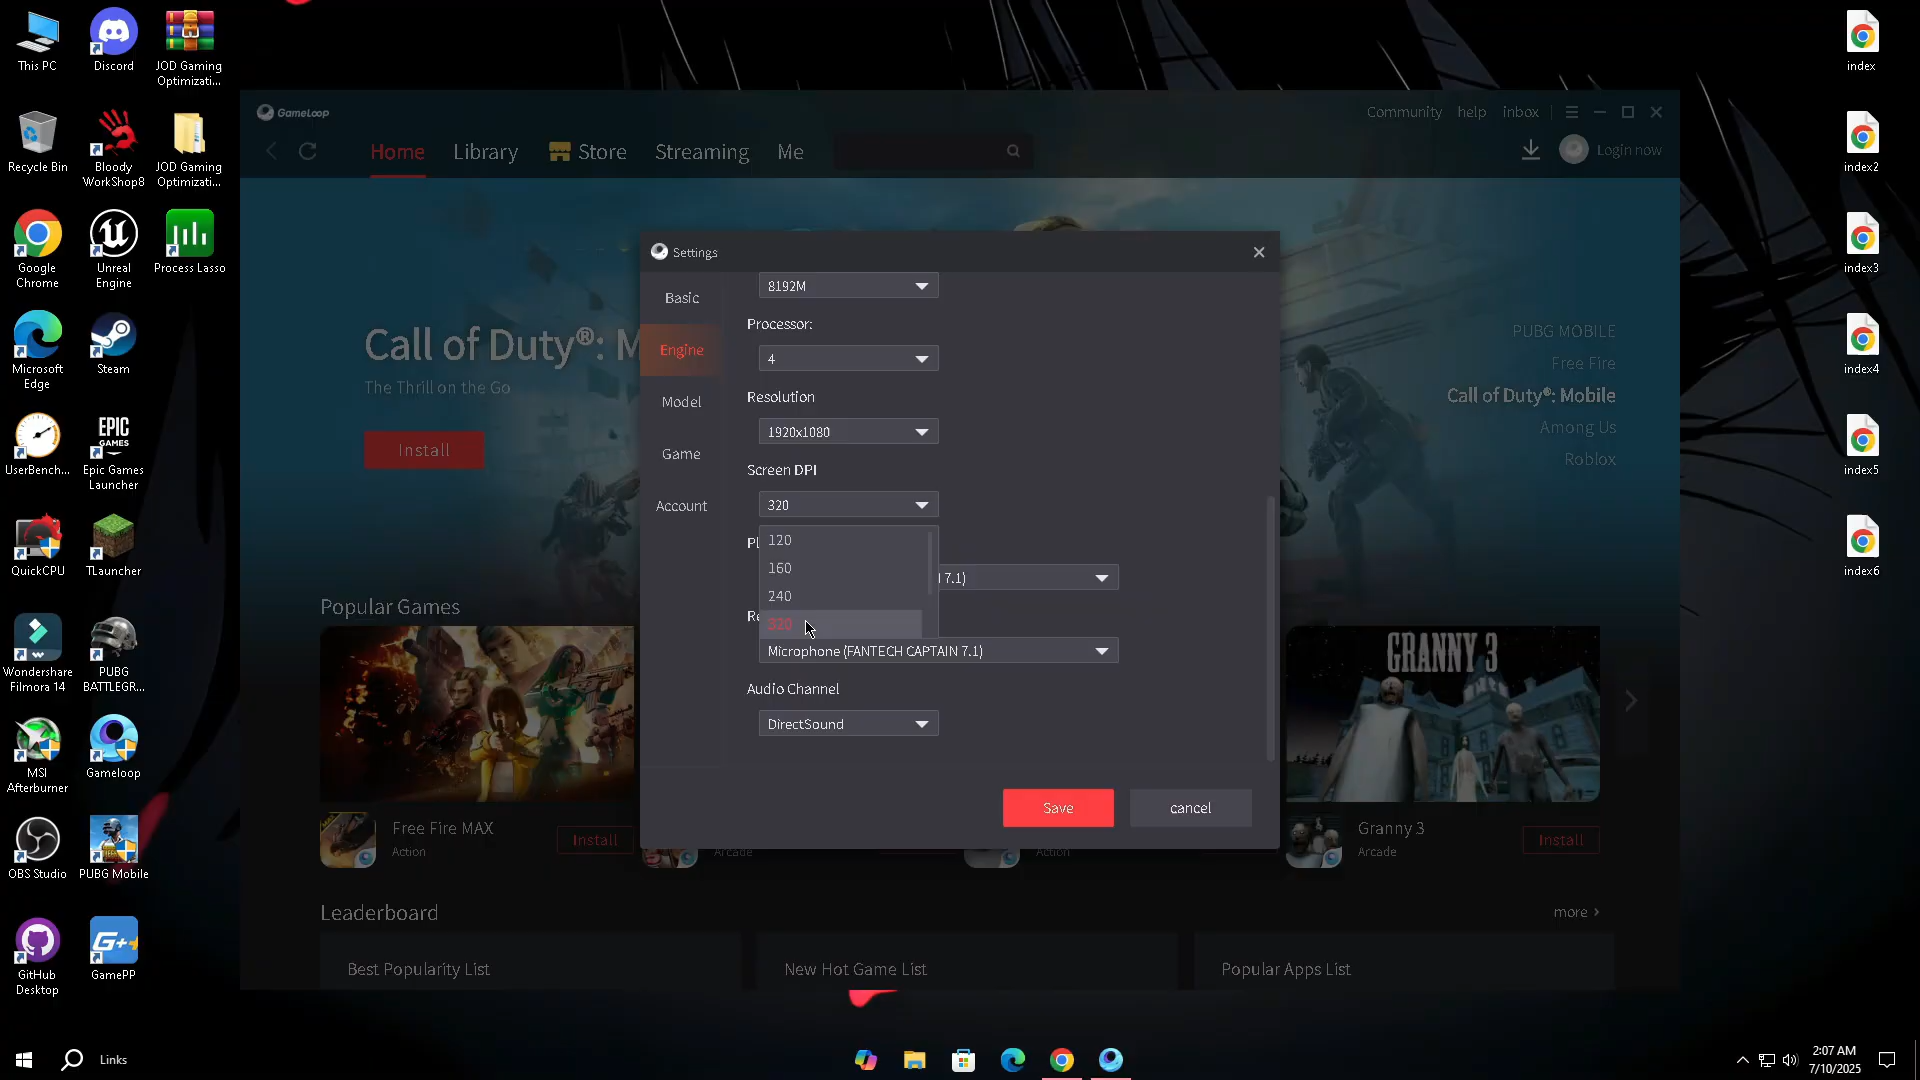 This PC
Discord
JOD Gaming
Optimizati...
Recycle Bin
Bloody
WorkShop8
JOD Gaming
Optimizati...
Google
Chrome
Unreal
Engine
Process Lasso
Microsoft
Edge
Steam
UserBench...
Epic Games
Launcher
EPIC
GAMES
QuickCPU
TLauncher
Wondershare
Filmora 14
PUBG
BATTLEGR...
MSI
Afterburner
Gameloop
OBS Studio
PUBG Mobile
GitHub
Desktop
GamePP
G++
index
index2
index3
index4
index5
index6
GameLoop
Community
help
inbox
Home
Library
Store
Streaming
Me
Login now
Call of Duty®: M
The Thrill on the Go
Install
PUBG MOBILE
Free Fire
Call of Duty®: Mobile
Among Us
Roblox
Settings
Basic
Engine
Model
Game
Account
8192M
Processor:
4
Resolution
1920x1080
Screen DPI
320
120
160
240
320
Pl
7.1)
Re
Microphone (FANTECH CAPTAIN 7.1)
Audio Channel
DirectSound
Save
cancel
Popular Games
GRANNY 3
Free Fire MAX
Action
Install
Arcade
Action
Granny 3
Arcade
Install
Leaderboard
more
Best Popularity List
New Hot Game List
Popular Apps List
Links
2:07 AM
7/10/2025